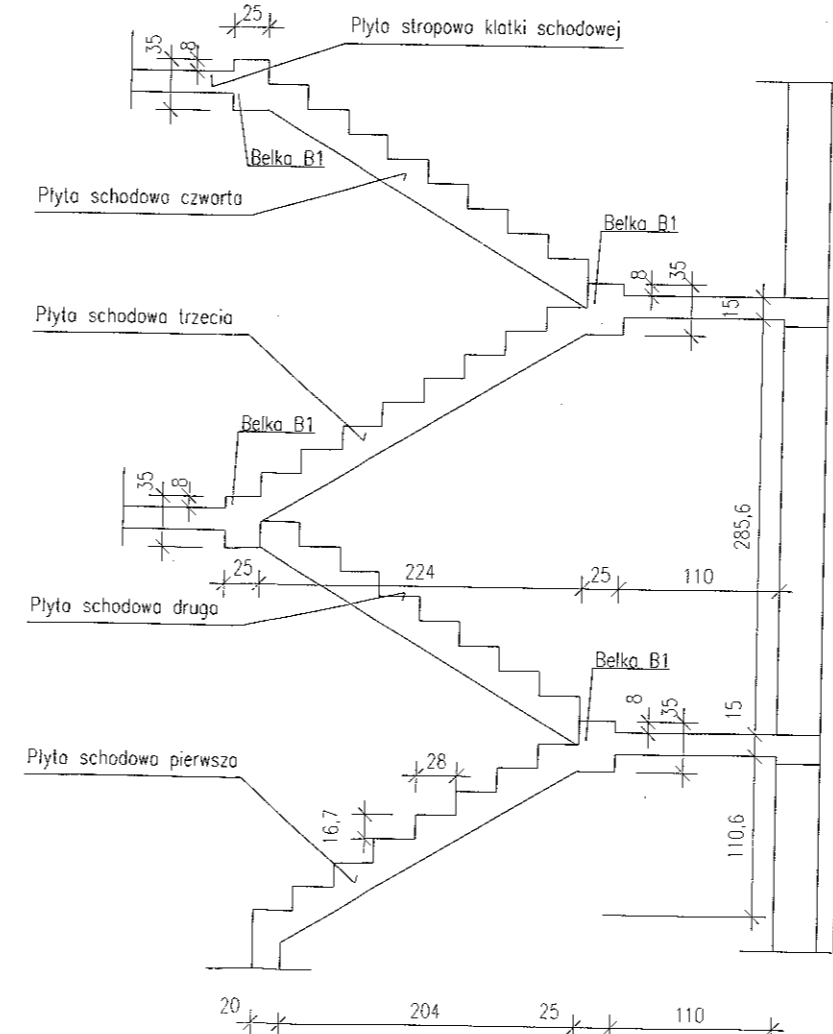 25
Płyta stropowa klatki schodowej
35
8
Belka B1
Płyta schodowa czwarta
Belka B1
8
35
15
Płyta schodowa trzecia
Belka B1
35
8
285,6
25
224
25
110
Płyta schodowa druga
Belka B1
8
35
15
Płyta schodowa pierwsza
28
16,7
110,6
20
204
25
110